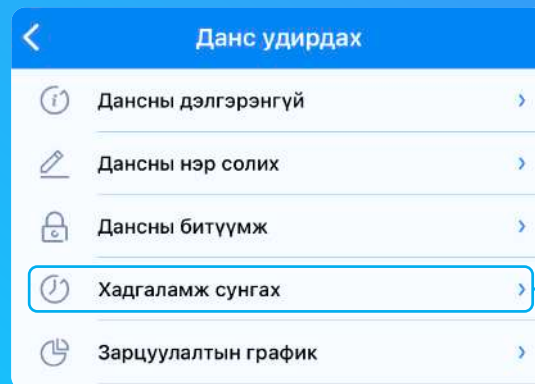 Данс удирдах
Дансны дэлгэрэнгүй
Дансны нэр солих
Дансны битүүмж
Хадгаламж сунгах
Зарцуулалтын график